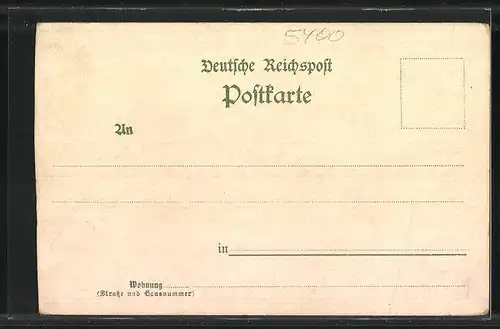 5400
Deutsche Reichspost
Postkarte
An
in
Wohnung
(Straße und Hausnummer)